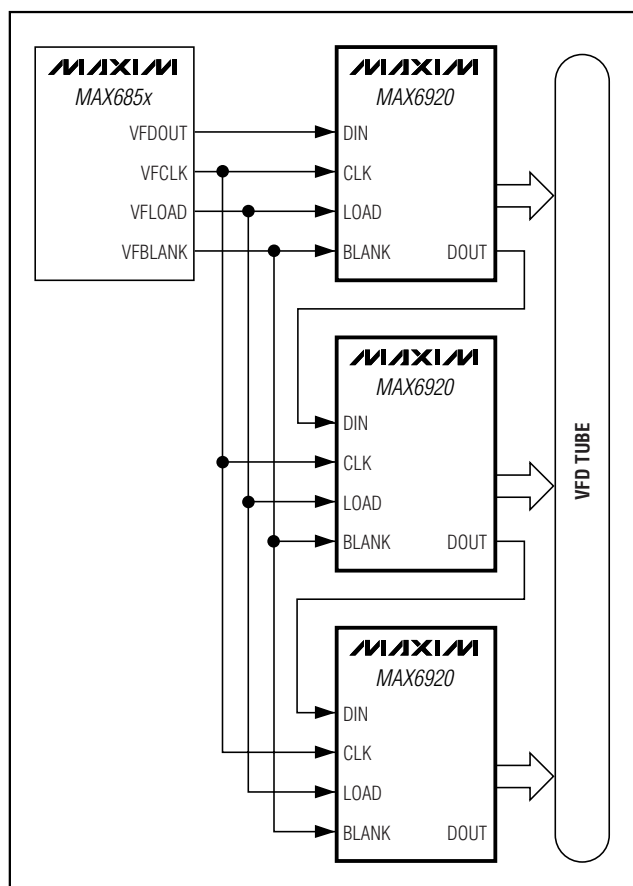 MAXIM
MAX685x
VFDOUT
VFCLK
VFLOAD
VFBLANK
MAXIM
MAX6920
DIN
CLK
LOAD
BLANK DOUT
MAXIM
MAX6920
DIN
CLK
LOAD
BLANK DOUT
MAXIM
MAX6920
DIN
CLK
LOAD
BLANK DOUT
VFD TUBE